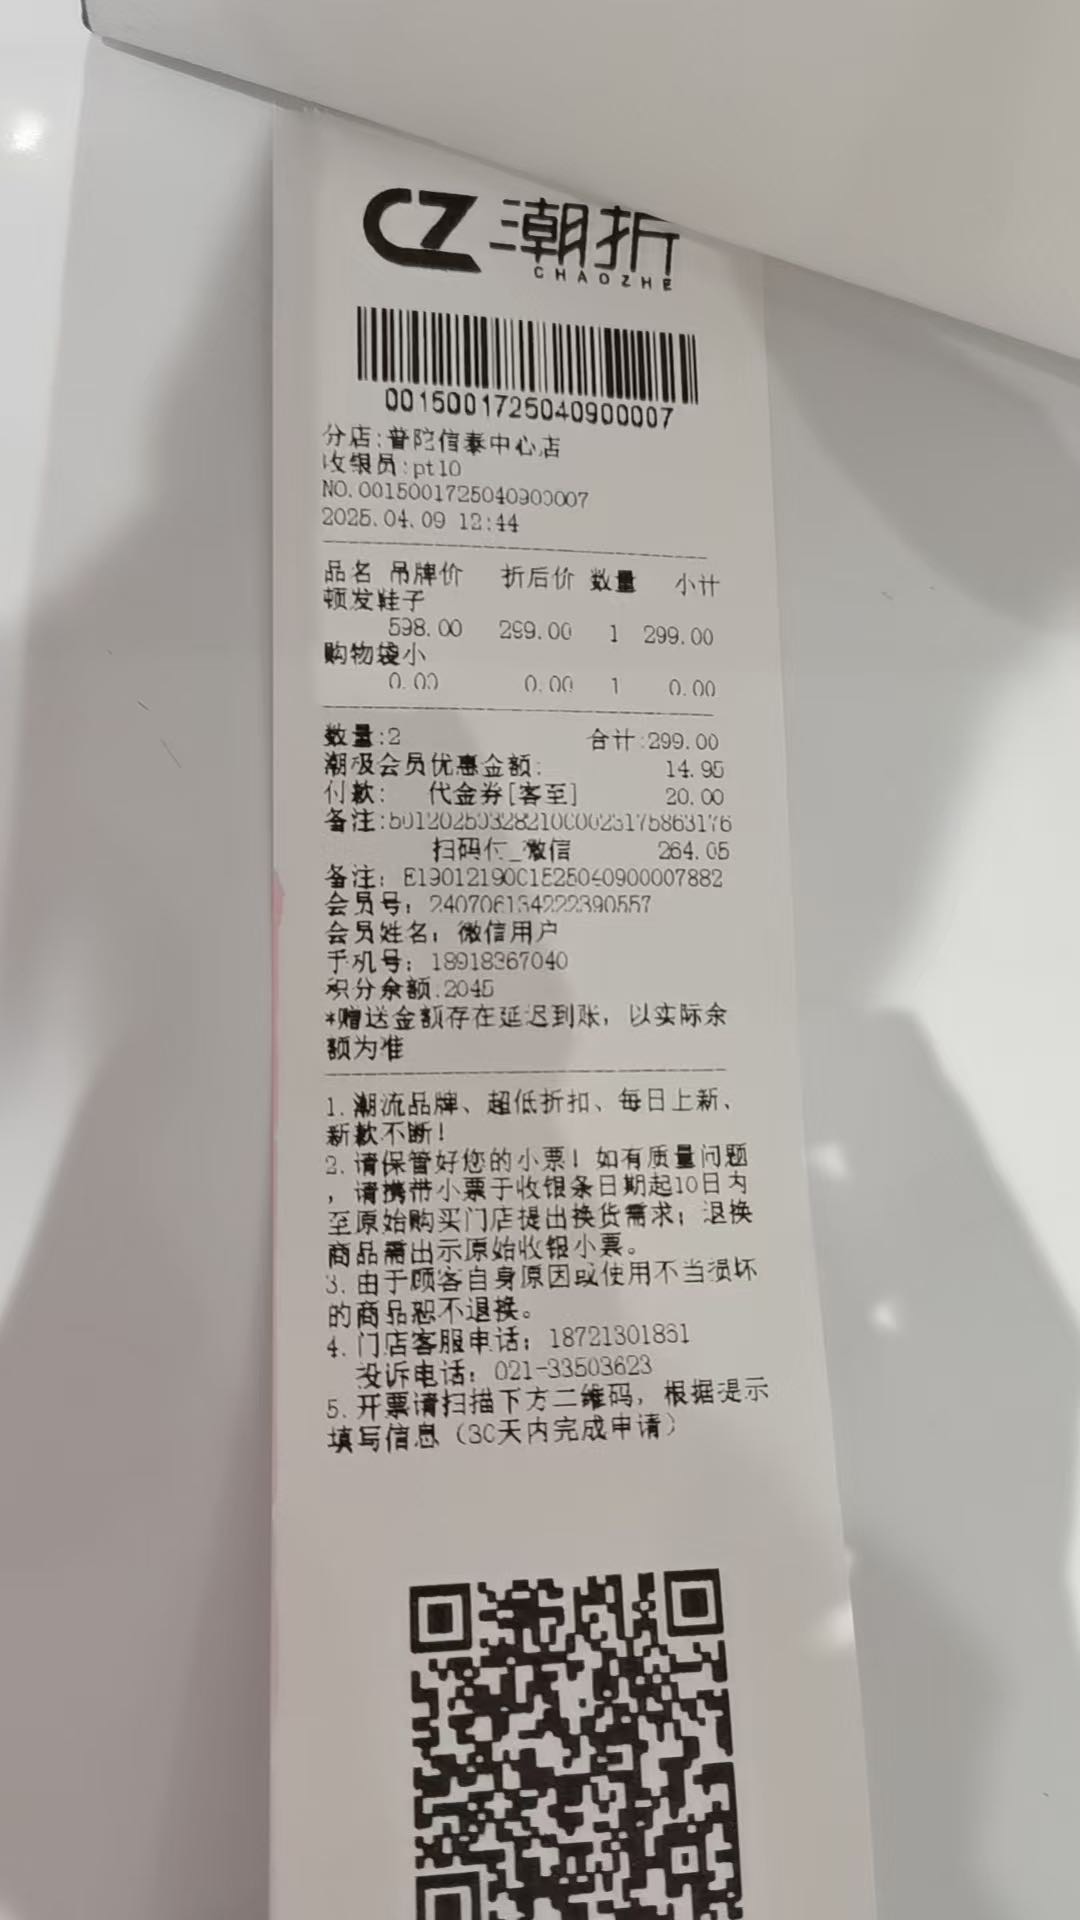 CZ 潮折
CHAOZHE
0015001725040900007
分店:普陀信泰中心店
收银员:pt10
NO.0015001725040900007
2025.04.09 12:44
品名 吊牌价 折后价 数量 小计
顿发鞋子
598.00 299.00 1 299.00
购物袋小
0.00 0.00 1 0.00
数量:2 合计:299.00
潮级会员优惠金额: 14.95
付款: 代金券[客至] 20.00
备注:
扫码付_微信 264.05
备注:
会员号:
会员姓名: 微信用户
手机号: 18918367040
积分余额:2045
*赠送金额存在延迟到账, 以实际余
额为准
1. 潮流品牌、超低折扣、每日上新、
新款不断!
2. 请保管好您的小票! 如有质量问题
, 请携带小票于收银条日期起10日内
至原始购买门店提出换货需求; 退换
商品需出示原始收银小票。
3. 由于顾客自身原因或使用不当损坏
的商品恕不退换。
4. 门店客服电话: 18721301861
投诉电话: 021-33503623
5. 开票请扫描下方二维码, 根据提示
填写信息 (30天内完成申请)